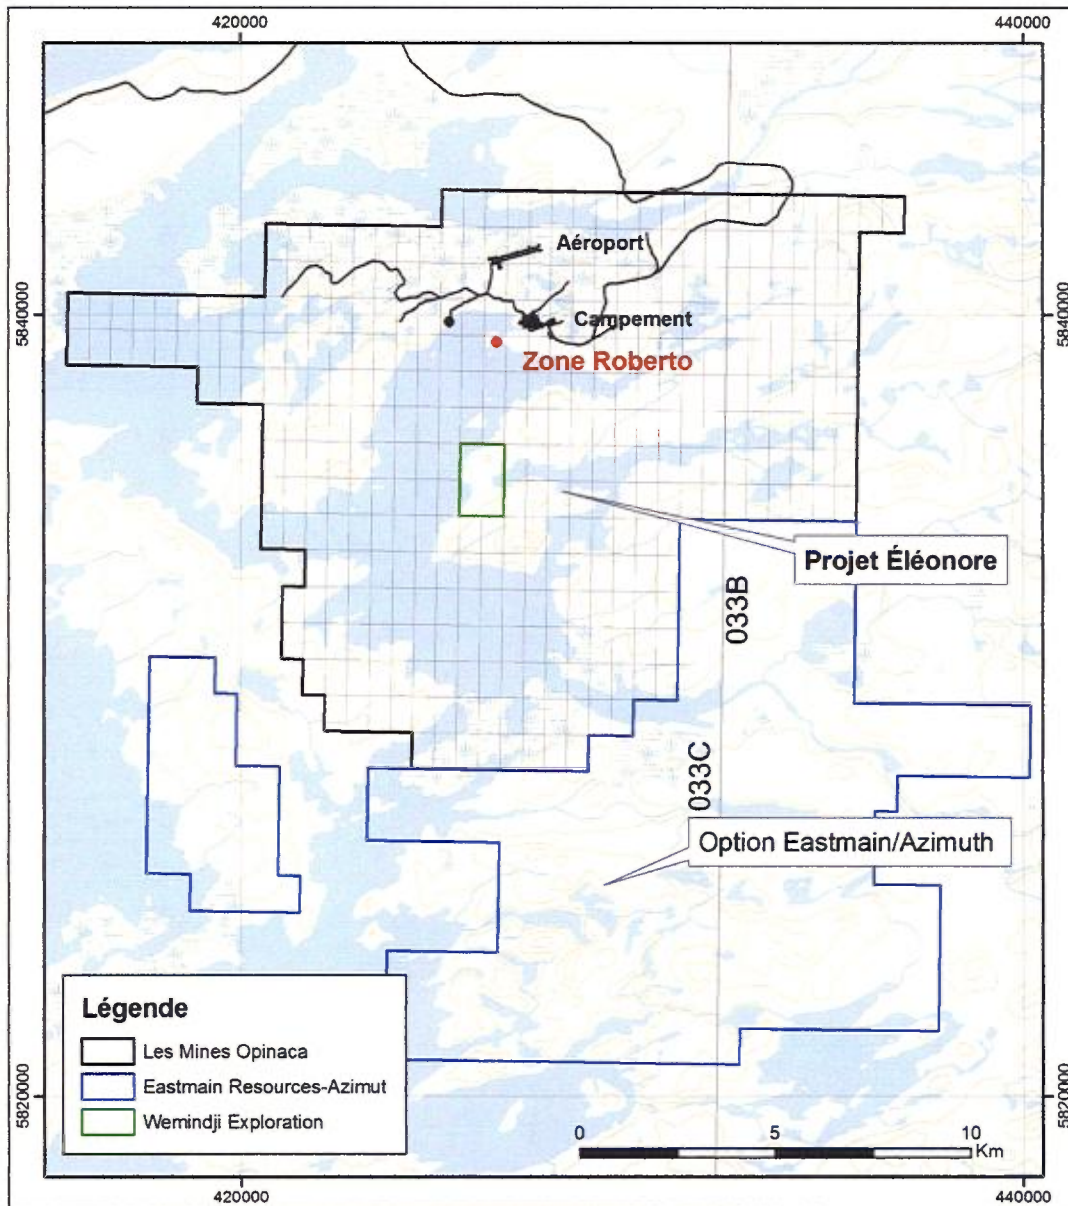 420000
440000
Aéroport
5840000
5840000
Campement
Zone Roberto
Projet Éléonore
033B
033C
Option Eastmain/Azimuth
Légende
Les Mines Opinaca
Eastmain Resources-Azimut
Wemindji Exploration
5820000
5820000
0 5 10
Km
420000
440000